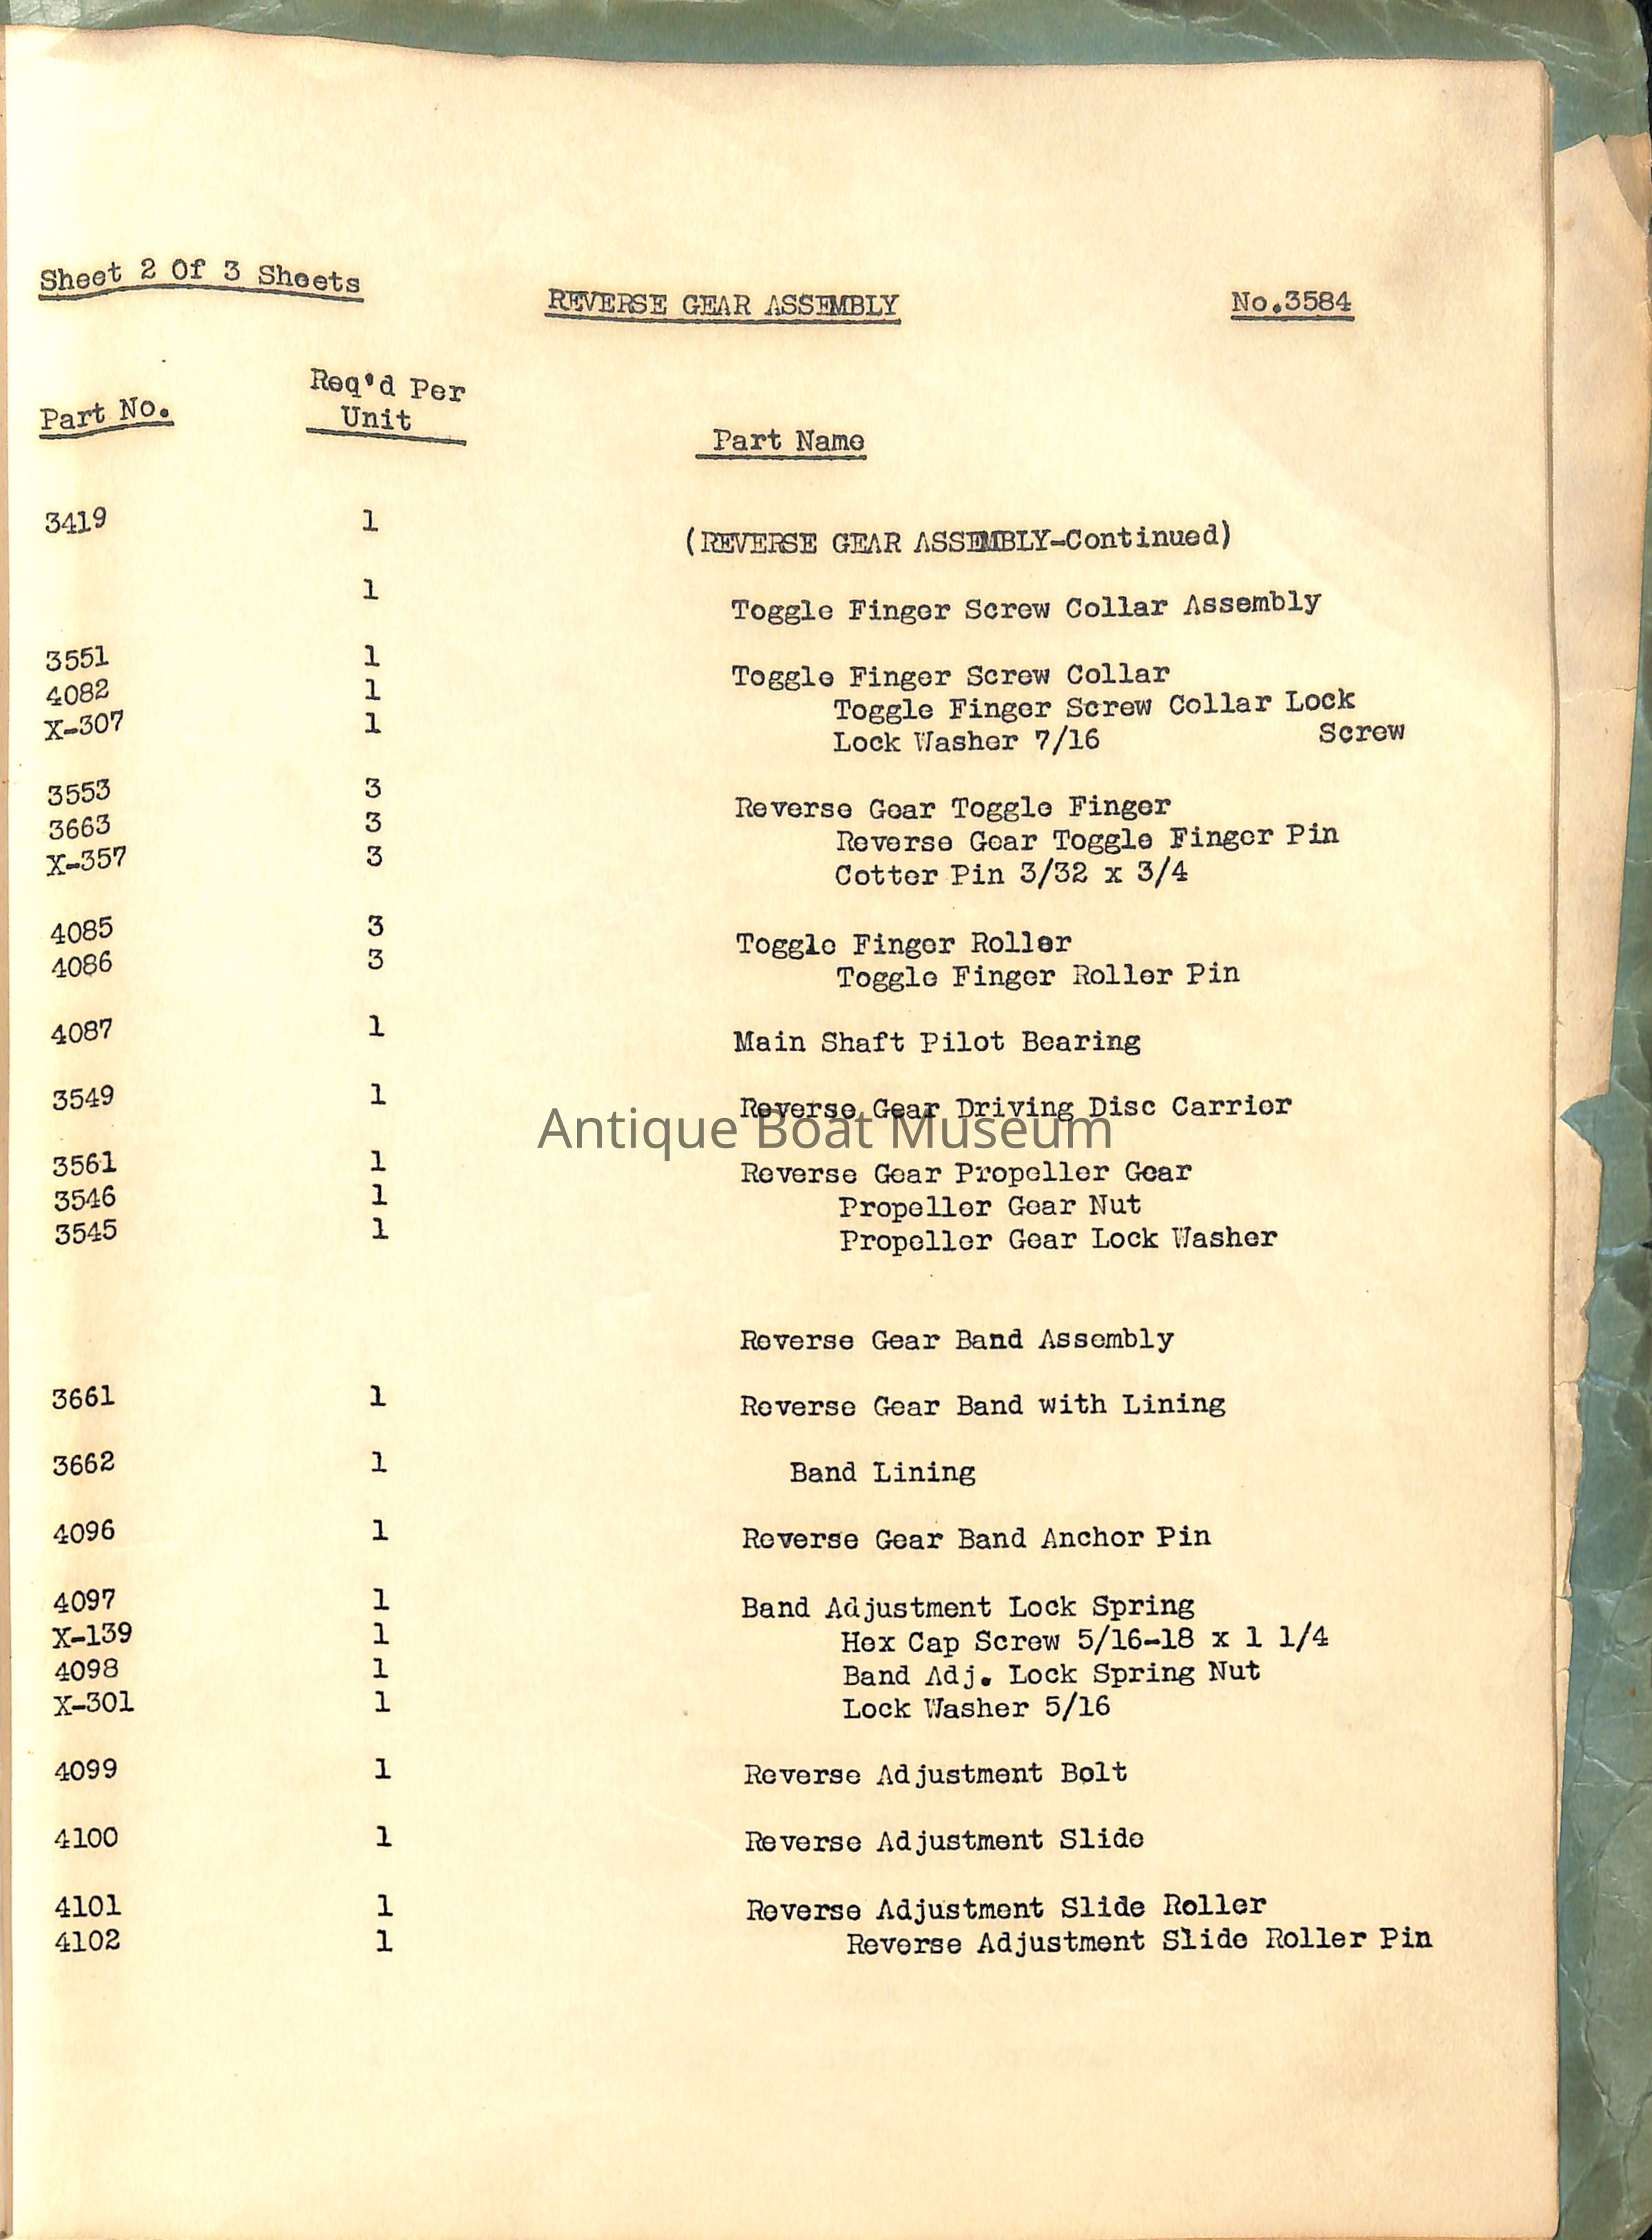 Sheet 2 Of 3 Sheets REVERSE GEAR ASSEMBLY No.3584
Req'd Per
Part No. Unit Part Name
3419 1 (REVERSE GEAR ASSEMBLY-Continued)
1 Toggle Finger Screw Collar Assembly
3551 1 Toggle Finger Screw Collar
4082 1 Toggle Finger Screw Collar Lock
Screw
X-307 1 Lock Washer 7/16
3553 3 Reverse Gear Toggle Finger
3663 3 Reverse Gear Toggle Finger Pin
X-357 3 Cotter Pin 3/32 x 3/4
4085 3 Toggle Finger Roller
4086 3 Toggle Finger Roller Pin
4087 1 Main Shaft Pilot Bearing
3549 1 Reverse Gear Driving Disc Carrier
Antique Boat Museum
3561 1 Reverse Gear Propeller Gear
3546 1 Propeller Gear Nut
3545 1 Propeller Gear Lock Washer
Reverse Gear Band Assembly
3661 1 Reverse Gear Band with Lining
3662 1 Band Lining
4096 1 Reverse Gear Band Anchor Pin
4097 1 Band Adjustment Lock Spring
X-139 1 Hex Cap Screw 5/16-18 x 1 1/4
4098 1 Band Adj. Lock Spring Nut
X-301 1 Lock Washer 5/16
4099 1 Reverse Adjustment Bolt
4100 1 Reverse Adjustment Slide
4101 1 Reverse Adjustment Slide Roller
4102 1 Reverse Adjustment Slide Roller Pin